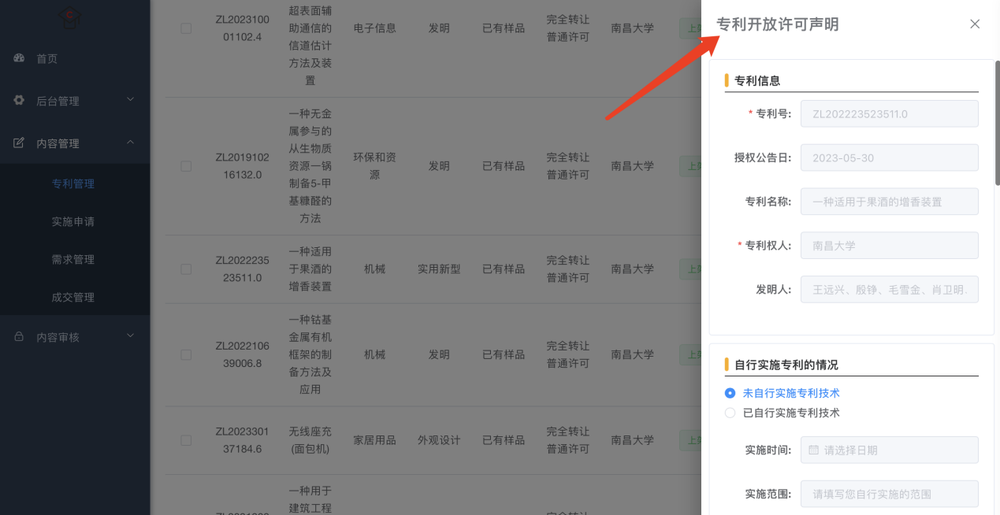 首页
后台管理
内容管理
专利管理
实施申请
需求管理
成交管理
内容审核
ZL2023100
01102.4
超表面辅
助通信的
信道估计
方法及装
置
电子信息
发明
已有样品
完全转让
普通许可
南昌大学
上
ZL2019102
16132.0
一种无金
属参与的
从生物质
资源一锅
制备5-甲
基糠醛的
方法
环保和资
源
发明
已有样品
完全转让
普通许可
南昌大学
上
ZL2022235
23511.0
一种适用
于果酒的
增香装置
机械
实用新型
已有样品
完全转让
普通许可
南昌大学
上
ZL2022106
39006.8
一种钴基
金属有机
框架的制
备方法及
应用
机械
发明
已有样品
完全转让
普通许可
南昌大学
上
ZL2023301
37184.6
无线座充
(面包机)
家居用品
外观设计
已有样品
完全转让
普通许可
南昌大学
上
一种用于
建筑工程
专利开放许可声明
专利信息
* 专利号:
ZL202223523511.0
授权公告日:
2023-05-30
专利名称:
一种适用于果酒的增香装置
* 专利权人:
南昌大学
发明人:
王远兴、殷铮、毛雪金、肖卫明.
自行实施专利的情况
未自行实施专利技术
已自行实施专利技术
实施时间:
请选择日期
实施范围:
请填写您自行实施的范围